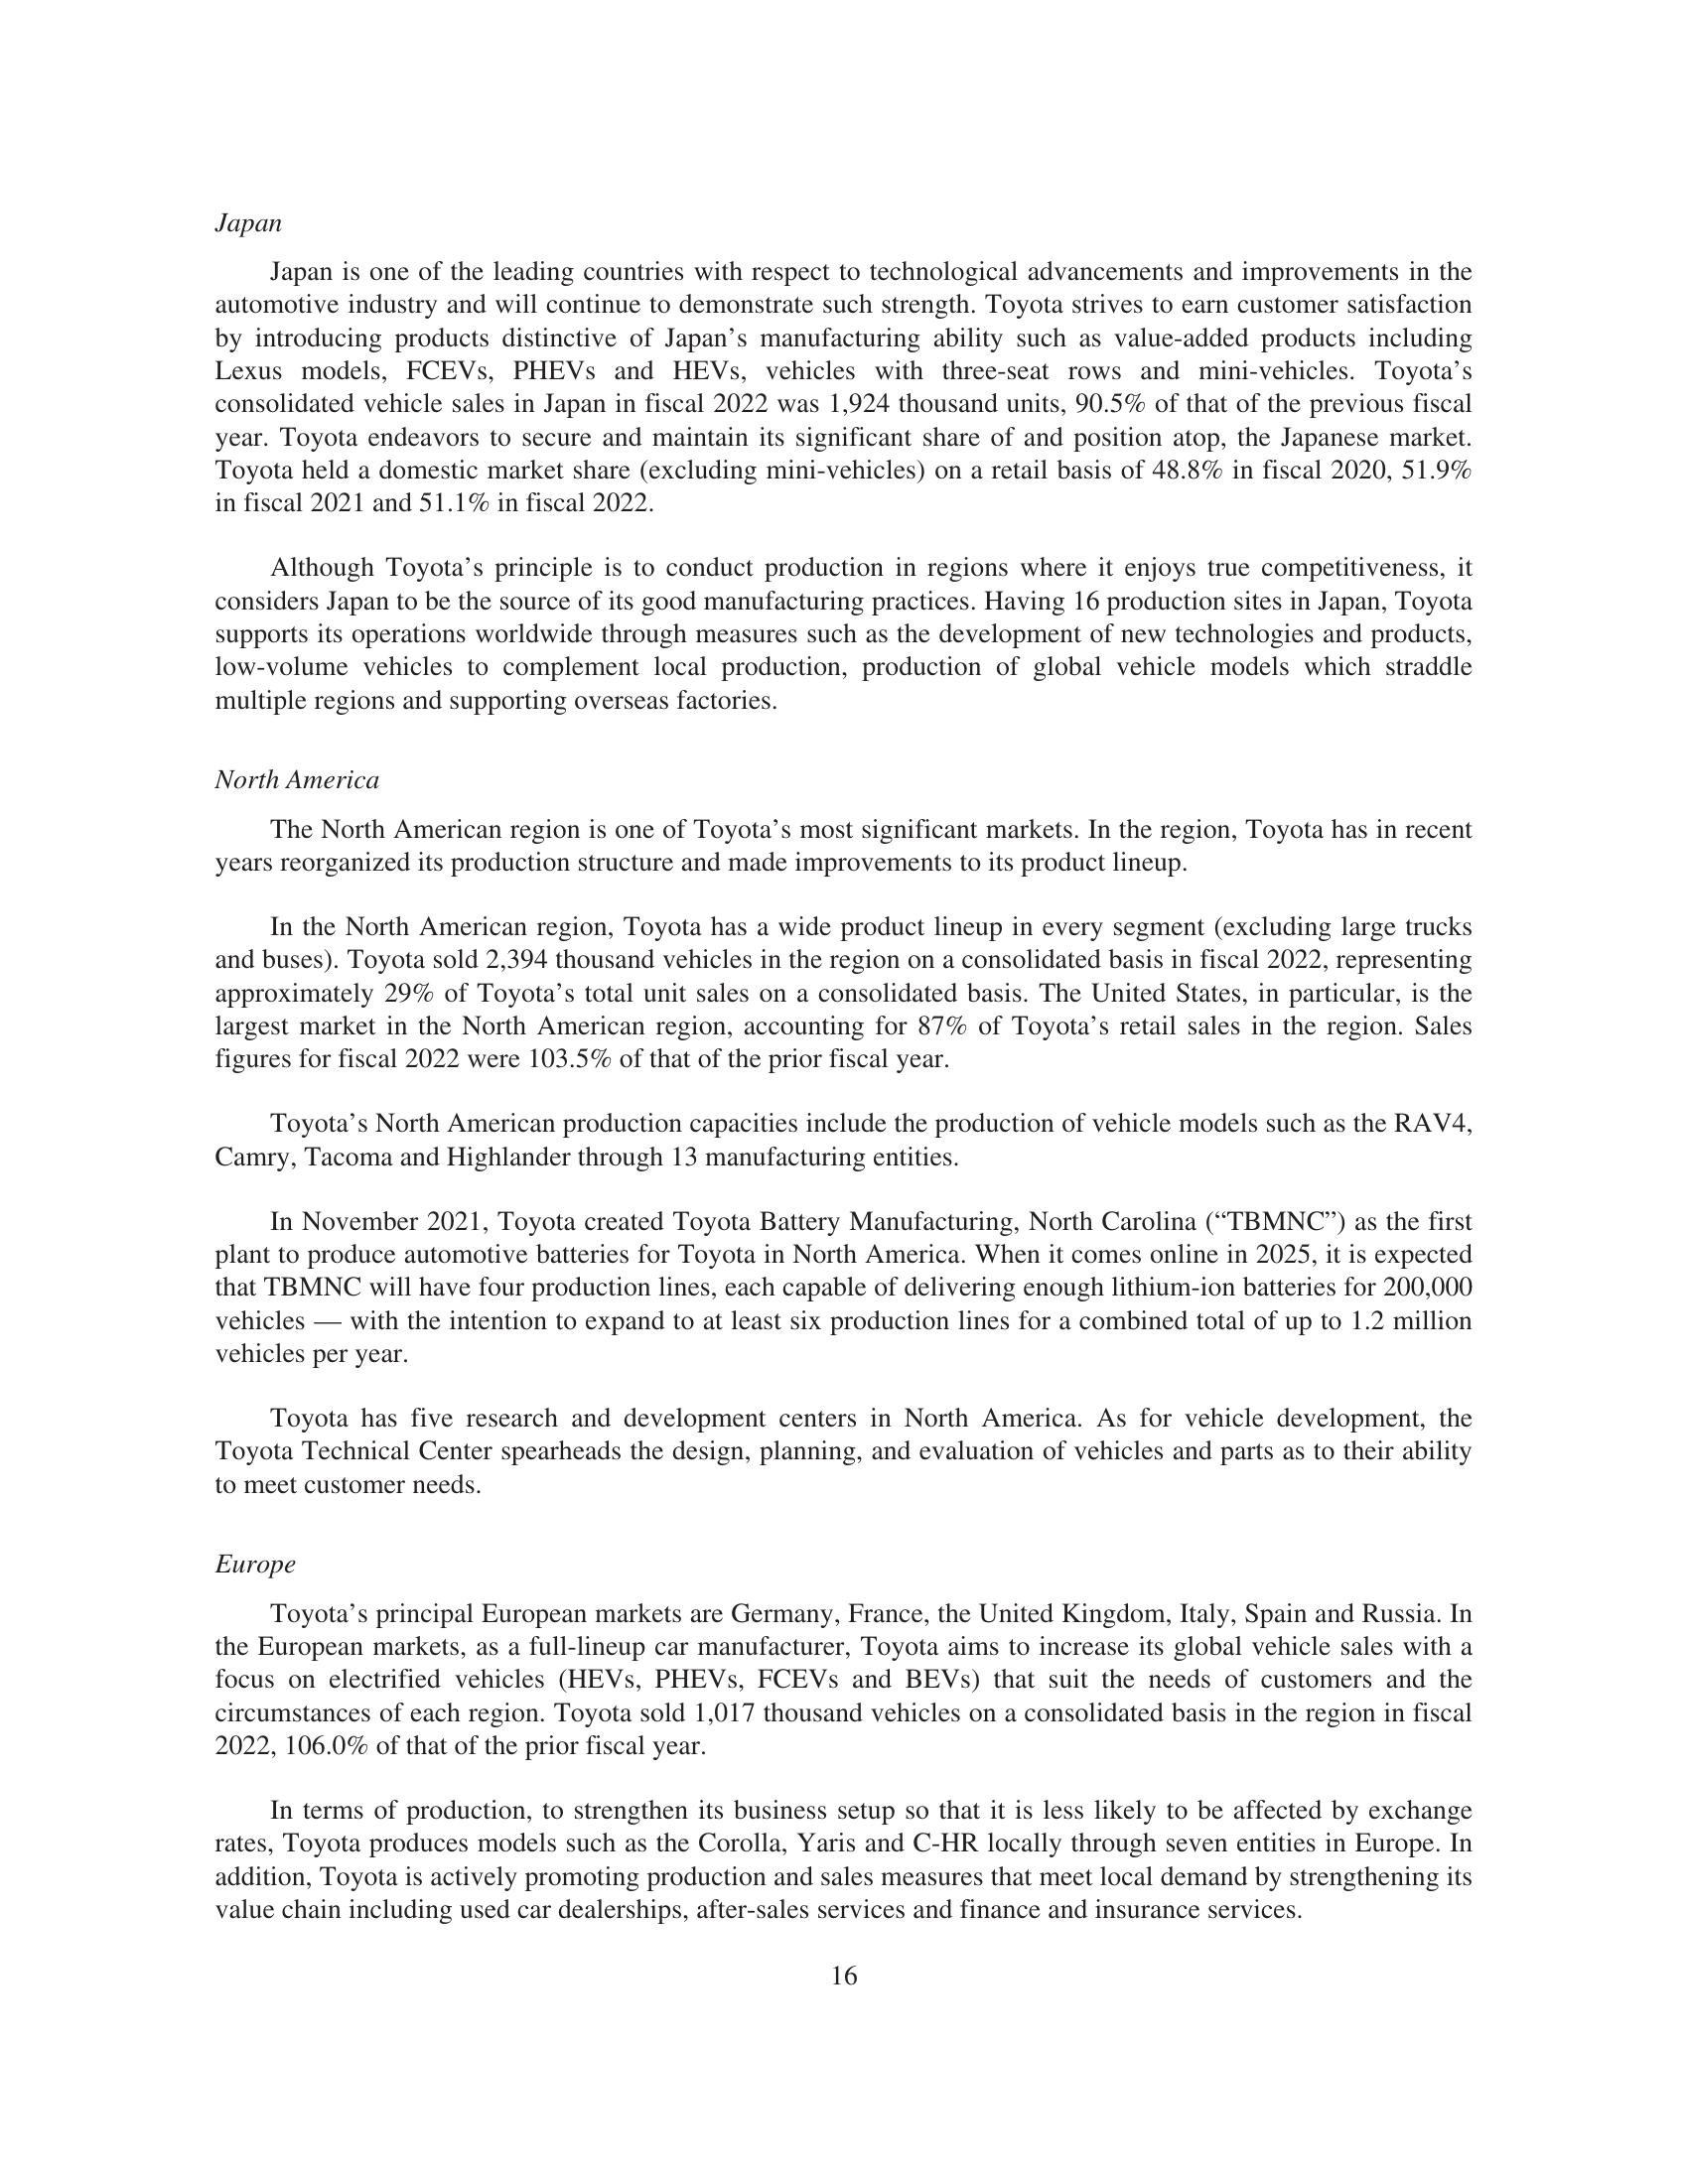 Japan
Japan is one of the leading countries with respect to technological advancements and improvements in the
automotive industry and will continue to demonstrate such strength. Toyota strives to earn customer satisfaction
by introducing products distinctive of Japan’s manufacturing ability such as value-added products including
Lexus models, FCEVs, PHEVs and HEVs, vehicles with three-seat rows and mini-vehicles. Toyota’s
consolidated vehicle sales in Japan in fiscal 2022 was 1,924 thousand units, 90.5% of that of the previous fiscal
year. Toyota endeavors to secure and maintain its significant share of and position atop, the Japanese market.
Toyota held a domestic market share (excluding mini-vehicles) on a retail basis of 48.8% in fiscal 2020, 51.9%
in fiscal 2021 and 51.1% in fiscal 2022.
Although Toyota’s principle is to conduct production in regions where it enjoys true competitiveness, it
considers Japan to be the source of its good manufacturing practices. Having 16 production sites in Japan, Toyota
supports its operations worldwide through measures such as the development of new technologies and products,
low-volume vehicles to complement local production, production of global vehicle models which straddle
multiple regions and supporting overseas factories.
North America
The North American region is one of Toyota’s most significant markets. In the region, Toyota has in recent
years reorganized its production structure and made improvements to its product lineup.
In the North American region, Toyota has a wide product lineup in every segment (excluding large trucks
and buses). Toyota sold 2,394 thousand vehicles in the region on a consolidated basis in fiscal 2022, representing
approximately 29% of Toyota’s total unit sales on a consolidated basis. The United States, in particular, is the
largest market in the North American region, accounting for 87% of Toyota’s retail sales in the region. Sales
figures for fiscal 2022 were 103.5% of that of the prior fiscal year.
Toyota’s North American production capacities include the production of vehicle models such as the RAV4,
Camry, Tacoma and Highlander through 13 manufacturing entities.
In November 2021, Toyota created Toyota Battery Manufacturing, North Carolina (“TBMNC”) as the first
plant to produce automotive batteries for Toyota in North America. When it comes online in 2025, it is expected
that TBMNC will have four production lines, each capable of delivering enough lithium-ion batteries for 200,000
vehicles — with the intention to expand to at least six production lines for a combined total of up to 1.2 million
vehicles per year.
Toyota has five research and development centers in North America. As for vehicle development, the
Toyota Technical Center spearheads the design, planning, and evaluation of vehicles and parts as to their ability
to meet customer needs.
Europe
Toyota’s principal European markets are Germany, France, the United Kingdom, Italy, Spain and Russia. In
the European markets, as a full-lineup car manufacturer, Toyota aims to increase its global vehicle sales with a
focus on electrified vehicles (HEVs, PHEVs, FCEVs and BEVs) that suit the needs of customers and the
circumstances of each region. Toyota sold 1,017 thousand vehicles on a consolidated basis in the region in fiscal
2022, 106.0% of that of the prior fiscal year.
In terms of production, to strengthen its business setup so that it is less likely to be affected by exchange
rates, Toyota produces models such as the Corolla, Yaris and C-HR locally through seven entities in Europe. In
addition, Toyota is actively promoting production and sales measures that meet local demand by strengthening its
value chain including used car dealerships, after-sales services and finance and insurance services.
16